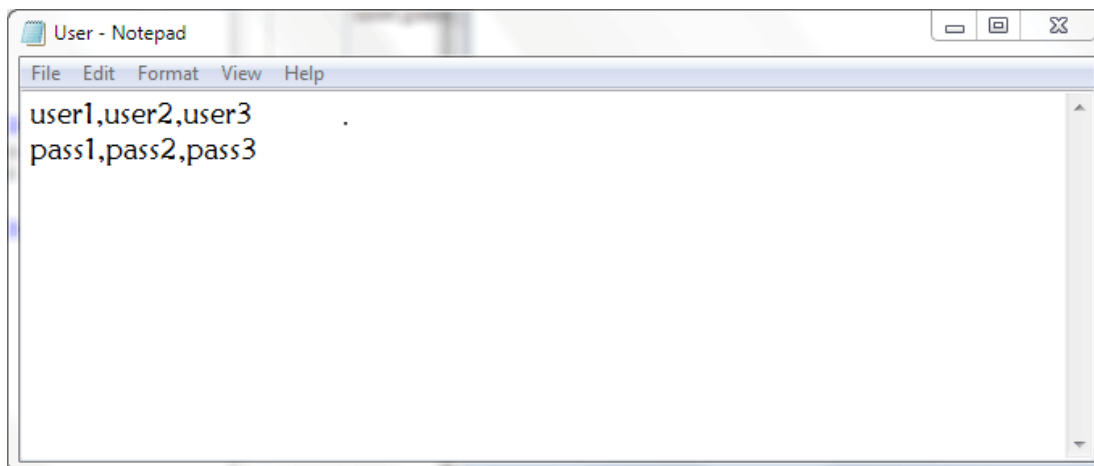 User - Notepad
File Edit Format View Help
user1,user2,user3 .
pass1,pass2,pass3